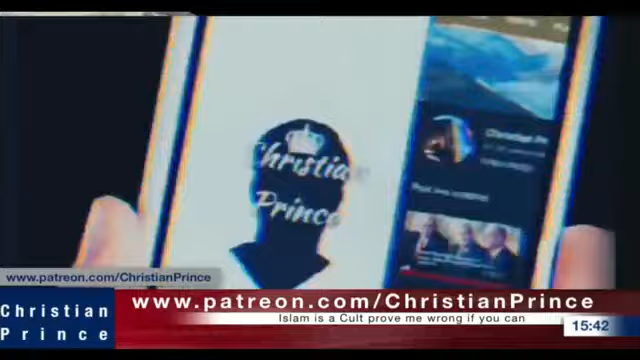 Christian
Prince
www.patreon.com/ChristianPrince
www.patreon.com/ChristianPrince
Islam is a Cult prove me wrong if you can
Christian
Prince
15:42